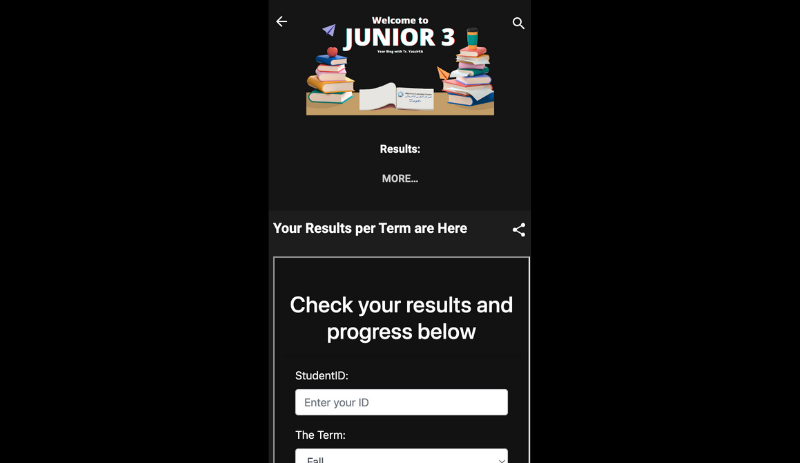 Welcome to
JUNIOR 3
Results:
MORE...
Your Results per Term are Here
Check your results and
progress below
StudentID:
Enter your ID
The Term:
Fall